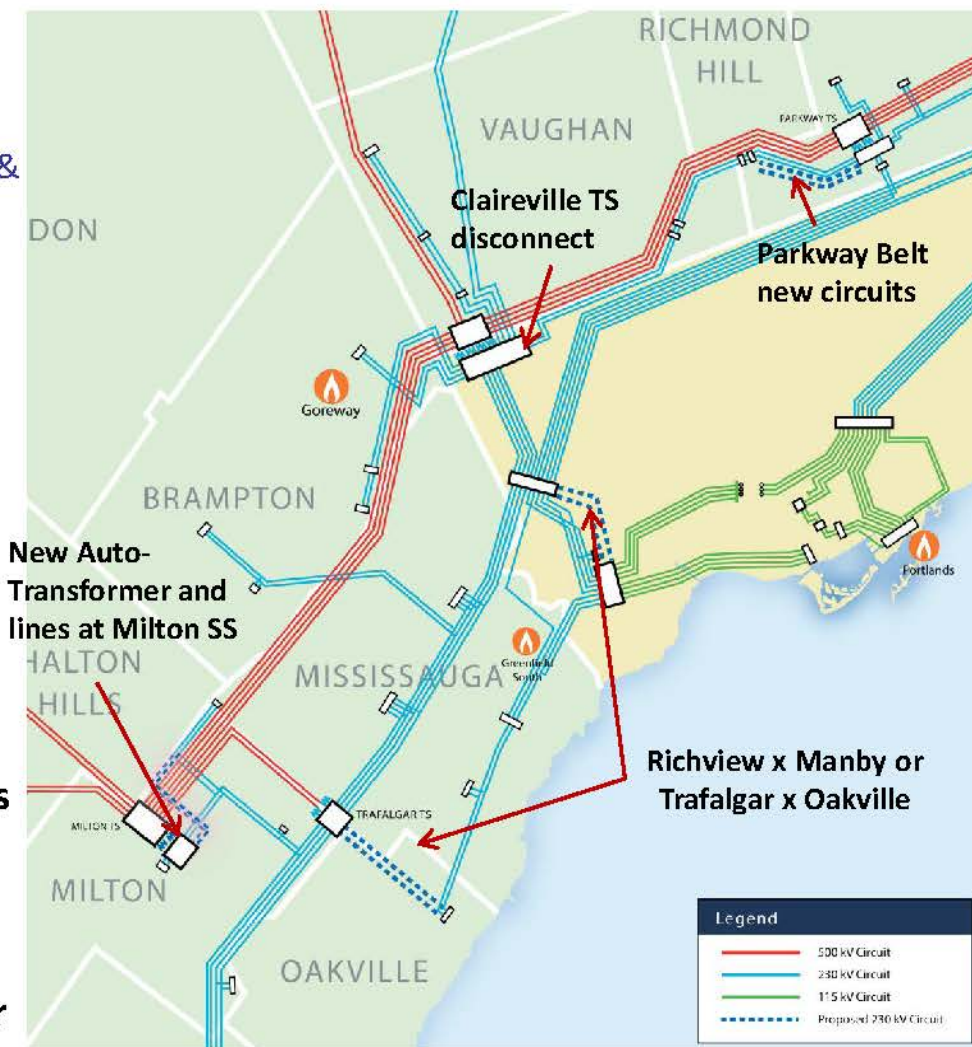 RICHMOND
HILL
PARKWAY TS
VAUGHAN
&
Claireville TS
disconnect
DON
Parkway Belt
new circuits
Goreway
BRAMPTON
New Auto-
Transformer and
lines at Milton SS
Portlands
HALTON
HILLS
MISSISSAUGA
Greenfield
South
Richview x Manby or
Trafalgar x Oakville
s
MILTON TS
TRAFALGAR TS
MILTON
OAKVILLE
r
Legend
500 kV Circuit
230 kV Circuit
115 kV Circuit
Proposed 230 kV Circuit